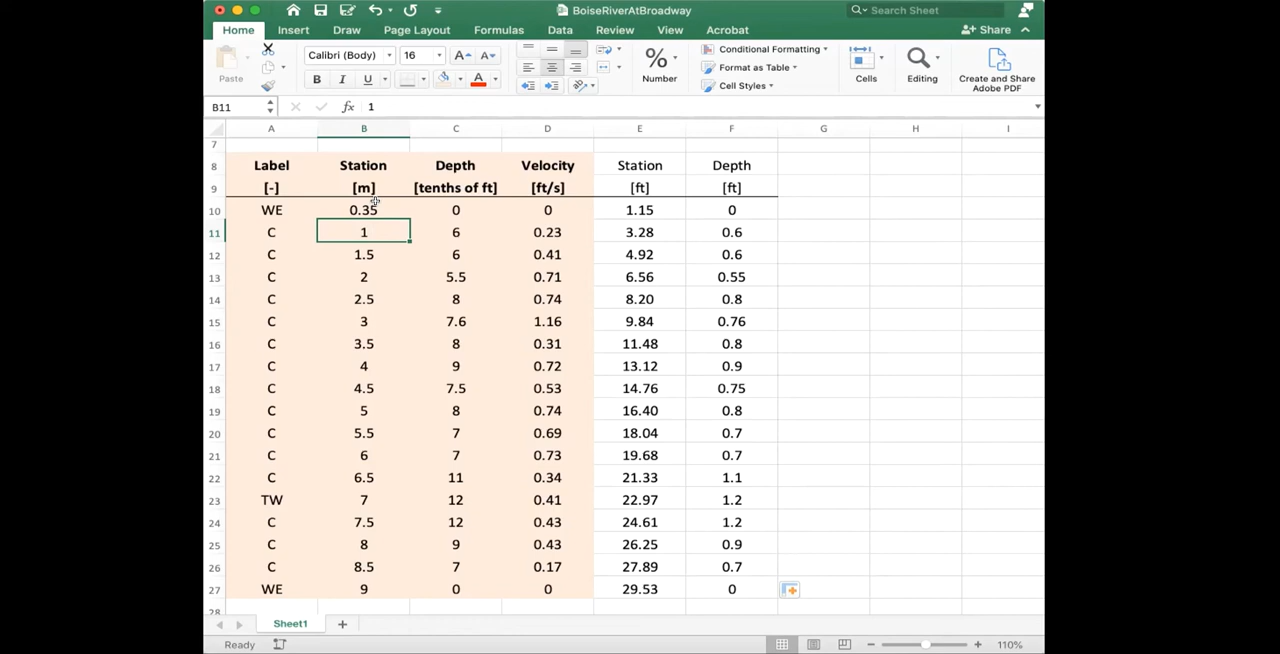 BoiseRiverAtBroadway
Search Sheet
Home Insert Draw Page Layout Formulas Data Review View Acrobat Share
Paste
Calibri (Body) 16 A A
B I U A
%
Number
Conditional Formatting
Format as Table
Cell Styles
Cells
Editing
Create and Share
Adobe PDF
B11 fx 1
A B C D E F G H I
7
8 Label Station Depth Velocity Station Depth
9 [-] [m] [tenths of ft] [ft/s] [ft] [ft]
10 WE 0.35 0 0 1.15 0
11 C 1 6 0.23 3.28 0.6
12 C 1.5 6 0.41 4.92 0.6
13 C 2 5.5 0.71 6.56 0.55
14 C 2.5 8 0.74 8.20 0.8
15 C 3 7.6 1.16 9.84 0.76
16 C 3.5 8 0.31 11.48 0.8
17 C 4 9 0.72 13.12 0.9
18 C 4.5 7.5 0.53 14.76 0.75
19 C 5 8 0.74 16.40 0.8
20 C 5.5 7 0.69 18.04 0.7
21 C 6 7 0.73 19.68 0.7
22 C 6.5 11 0.34 21.33 1.1
23 TW 7 12 0.41 22.97 1.2
24 C 7.5 12 0.43 24.61 1.2
25 C 8 9 0.43 26.25 0.9
26 C 8.5 7 0.17 27.89 0.7
27 WE 9 0 0 29.53 0
28
Sheet1
Ready 110%